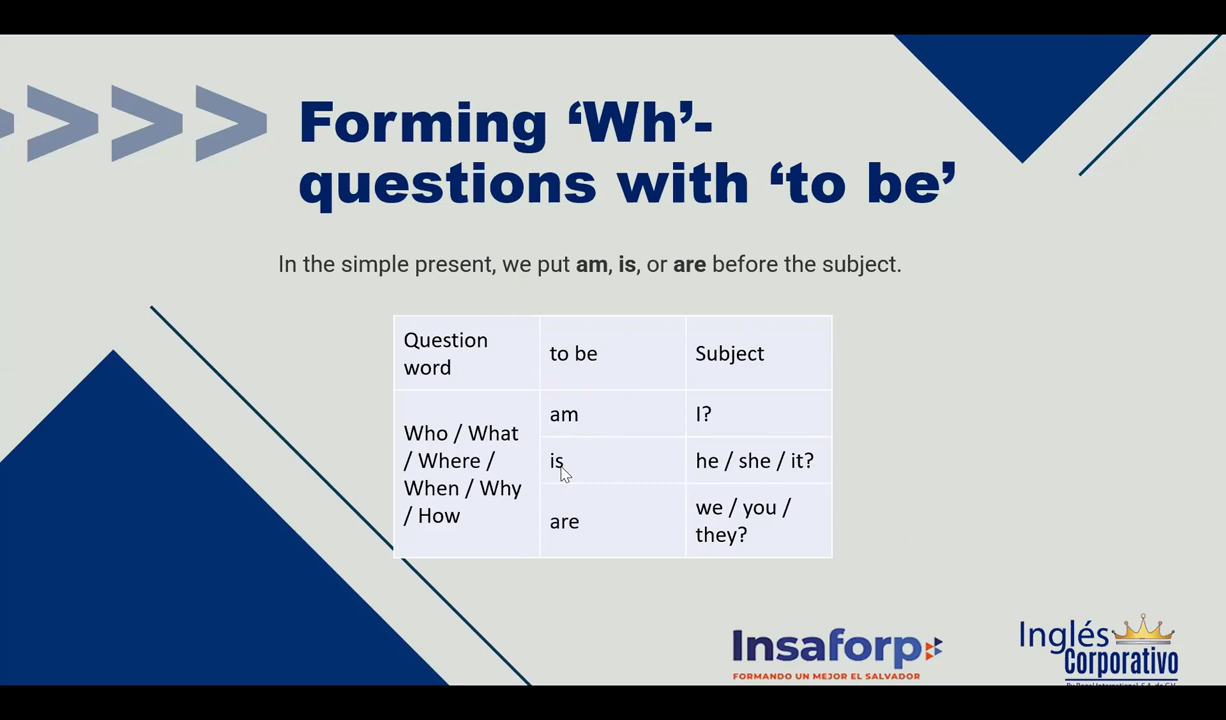 Forming ‘Wh’-
questions with ‘to be’
In the simple present, we put am, is, or are before the subject.
Question
word
to be
Subject
Who / What
/ Where /
When / Why
/ How
am
I?
is
he / she / it?
are
we / you /
they?
Insaforp
FORMANDO UN MEJOR EL SALVADOR
Inglés
Corporativo